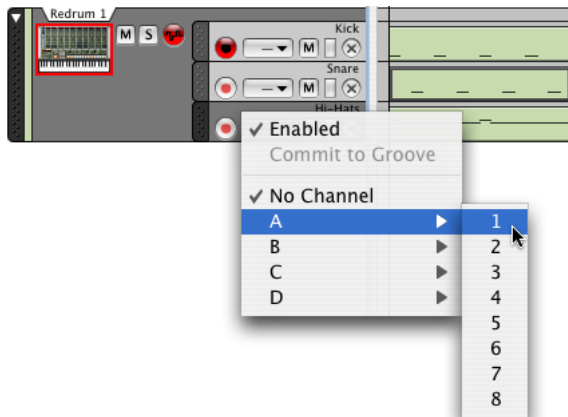 Redrum 1
M S
Kick
M
Snare
M
Hi-Hats
Enabled
Commit to Groove
No Channel
A
B
C
D
1
2
3
4
5
6
7
8